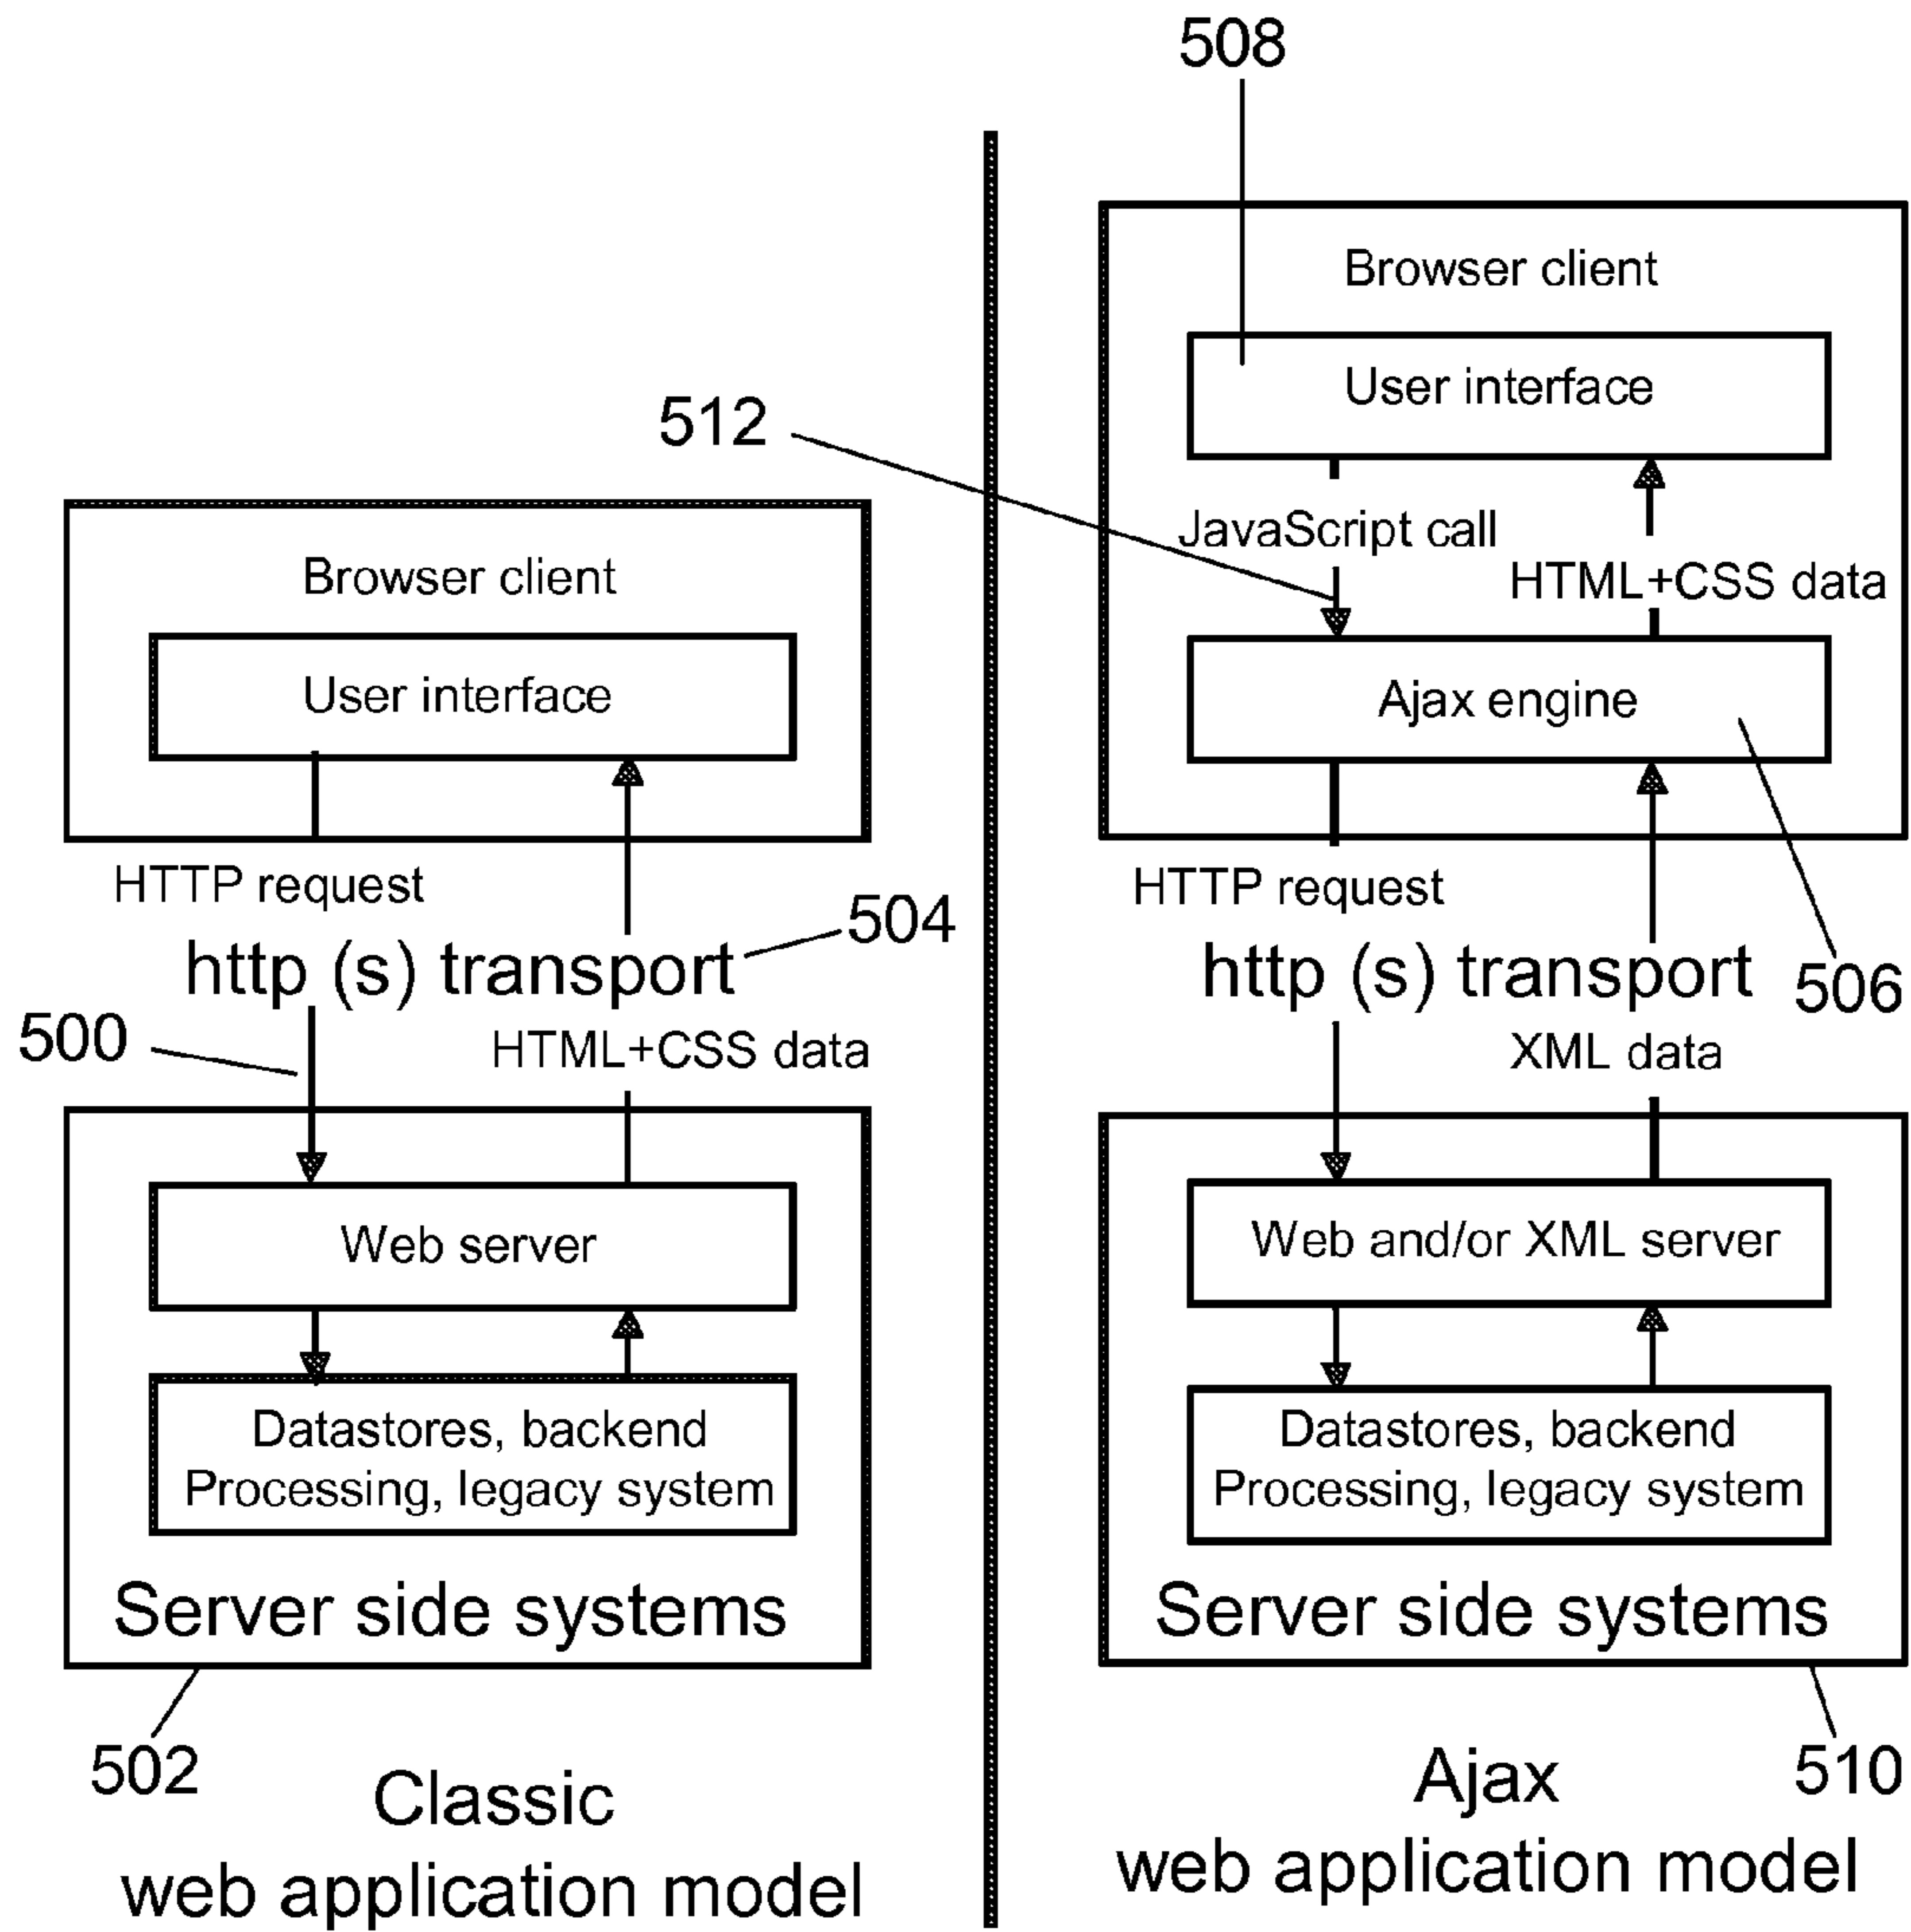 508
Browser client
User interface
512
JavaScript call
HTML+CSS data
Browser client
User interface
Ajax engine
HTTP request
504
http (s) transport
500
HTML+CSS data
HTTP request
http (s) transport
506
XML data
Web server
Datastores, backend
Processing, legacy system
Server side systems
502
Classic
web application model
Web and/or XML server
Datastores, backend
Processing, legacy system
Server side systems
510
Ajax
web application model